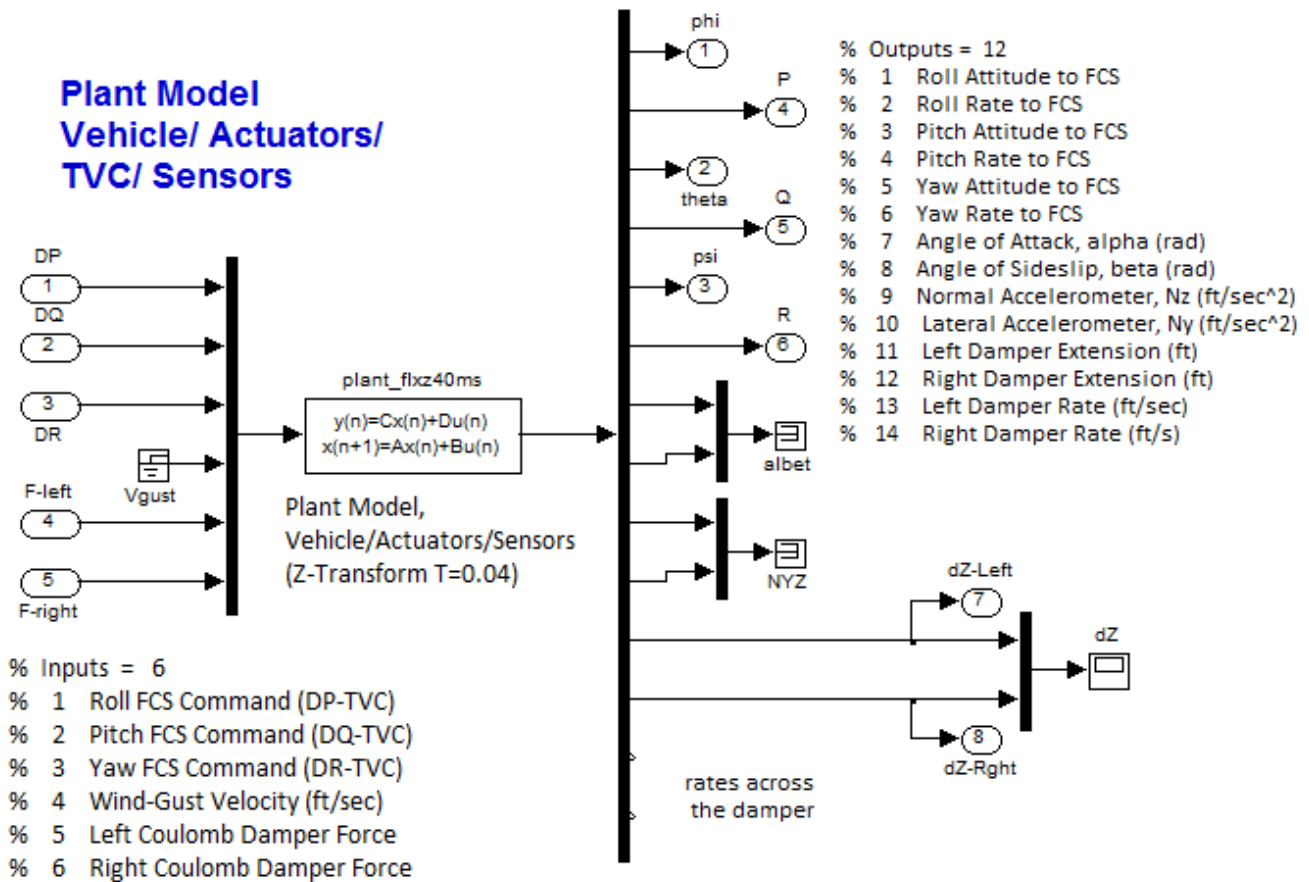 Plant Model
Vehicle/ Actuators/
TVC/ Sensors
DP
1
DQ
2
3
DR
Vgust
F-left
4
5
F-right
plant_flxz40ms
y(n)=Cx(n)+Du(n)
x(n+1)=Ax(n)+Bu(n)
Plant Model,
Vehicle/Actuators/Sensors
(Z-Transform T=0.04)
phi
1
P
4
2
theta
Q
5
psi
3
R
6
albet
NYZ
dZ-Left
7
dZ
8
dZ-Rght
rates across
the damper
% Outputs = 12
% 1 Roll Attitude to FCS
% 2 Roll Rate to FCS
% 3 Pitch Attitude to FCS
% 4 Pitch Rate to FCS
% 5 Yaw Attitude to FCS
% 6 Yaw Rate to FCS
% 7 Angle of Attack, alpha (rad)
% 8 Angle of Sideslip, beta (rad)
% 9 Normal Accelerometer, Nz (ft/sec^2)
% 10 Lateral Accelerometer, Ny (ft/sec^2)
% 11 Left Damper Extension (ft)
% 12 Right Damper Extension (ft)
% 13 Left Damper Rate (ft/sec)
% 14 Right Damper Rate (ft/s)
% Inputs = 6
% 1 Roll FCS Command (DP-TVC)
% 2 Pitch FCS Command (DQ-TVC)
% 3 Yaw FCS Command (DR-TVC)
% 4 Wind-Gust Velocity (ft/sec)
% 5 Left Coulomb Damper Force
% 6 Right Coulomb Damper Force